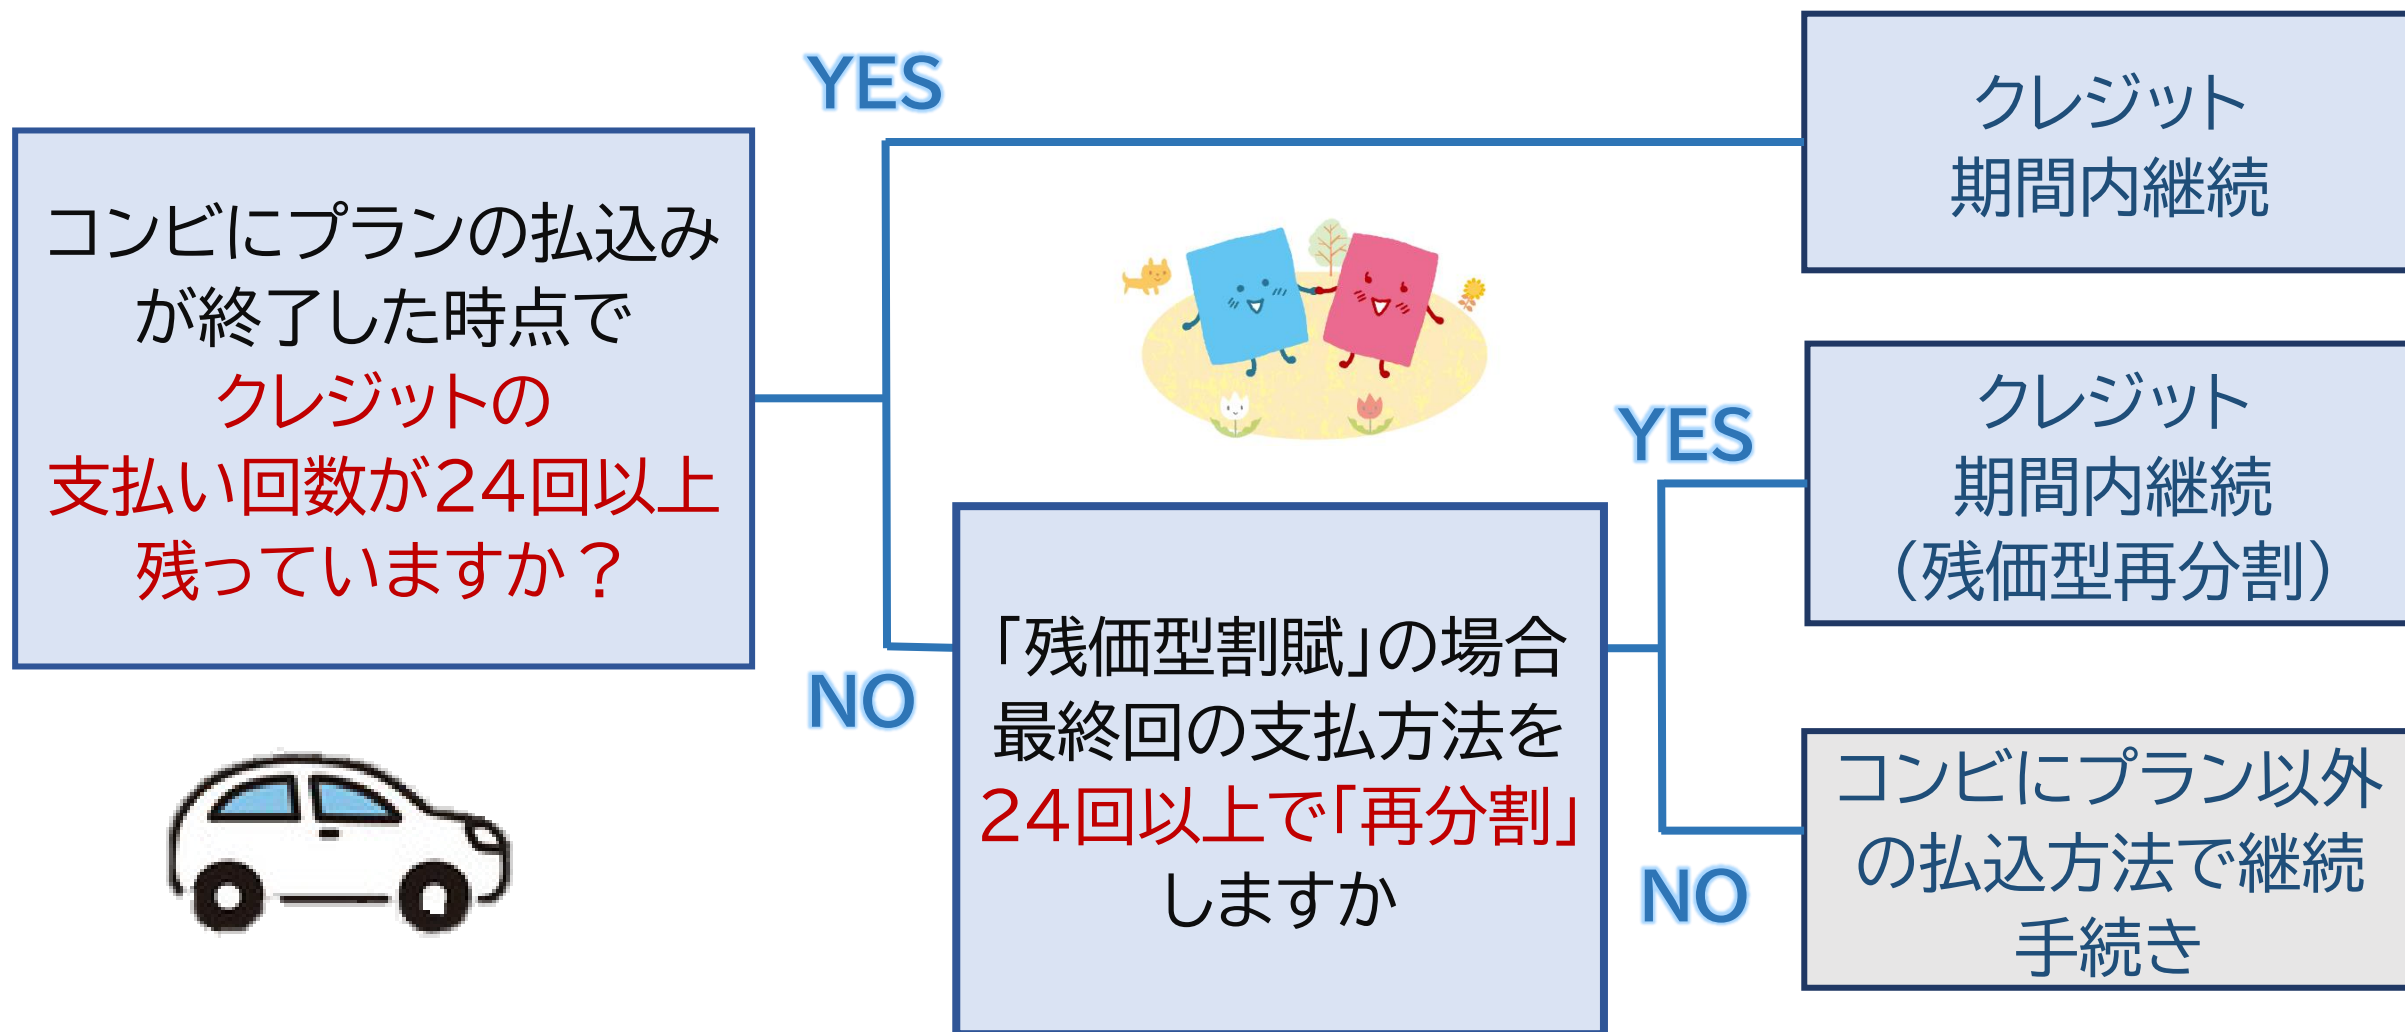 コンビにプランの払込み
が終了した時点で
クレジットの
支払い回数が24回以上
残っていますか？
YES
クレジット
期間内継続
NO
「残価型割賦」の場合
最終回の支払方法を
24回以上で「再分割」
しますか
YES
クレジット
期間内継続
（残価型再分割）
NO
コンビにプラン以外
の払込方法で継続
手続き